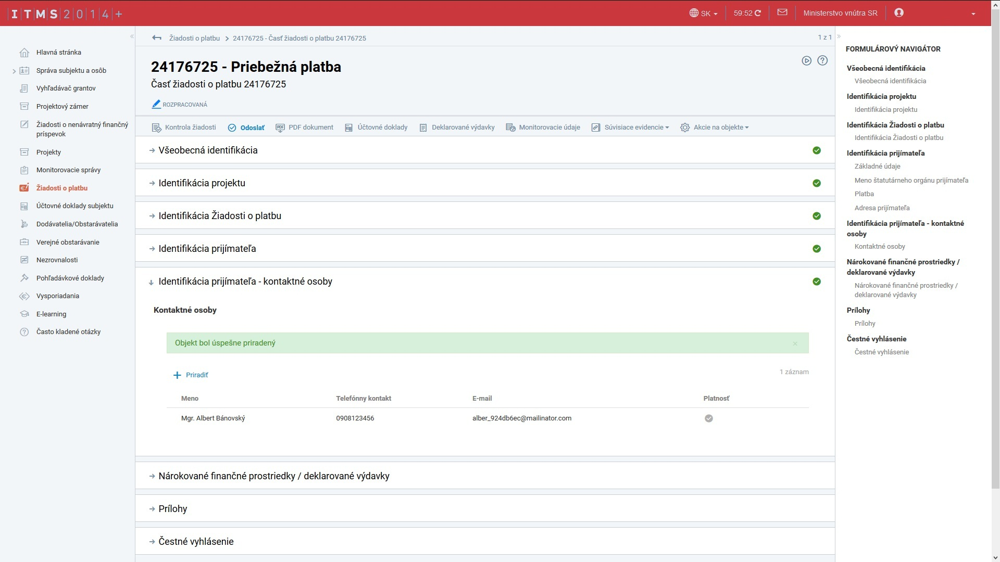 ITMS2014+
SK
59:52
Ministerstvo vnútra SR
Hlavná stránka
Správa subjektu a osôb
Vyhľadávač grantov
Projektový zámer
Žiadosti o nenávratný finančný
príspevok
Projekty
Monitorovacie správy
Žiadosti o platbu
Účtovné doklady subjektu
Dodávatelia/Obstarávatelia
Verejné obstarávanie
Nezrovnalosti
Pohľadávkové doklady
Vysporiadania
E-learning
Často kladené otázky
Žiadosti o platbu > 24176725 - Časť žiadosti o platbu 24176725
1 z 1
24176725 - Priebežná platba
Časť žiadosti o platbu 24176725
ROZPRACOVANÁ
Kontrola žiadosti
Odoslať
PDF dokument
Účtovné doklady
Deklarované výdavky
Monitorovacie údaje
Súvisiace evidencie
Akcie na objekte
Všeobecná identifikácia
Identifikácia projektu
Identifikácia Žiadosti o platbu
Identifikácia prijímateľa
Identifikácia prijímateľa - kontaktné osoby
Kontaktné osoby
Objekt bol úspešne priradený
Priradiť
1 záznam
Meno Telefónny kontakt E-mail Platnosť
Mgr. Albert Bánovský 0908123456 alber_924db6ec@mailinator.com
Nárokované finančné prostriedky / deklarované výdavky
Prílohy
Čestné vyhlásenie
FORMULÁROVÝ NAVIGÁTOR
Všeobecná identifikácia
Všeobecná identifikácia
Identifikácia projektu
Identifikácia projektu
Identifikácia Žiadosti o platbu
Identifikácia Žiadosti o platbu
Identifikácia prijímateľa
Základné údaje
Meno štatutárneho orgánu prijímateľa
Platba
Adresa prijímateľa
Identifikácia prijímateľa - kontaktné
osoby
Kontaktné osoby
Nárokované finančné prostriedky /
deklarované výdavky
Nárokované finančné prostriedky /
deklarované výdavky
Prílohy
Prílohy
Čestné vyhlásenie
Čestné vyhlásenie